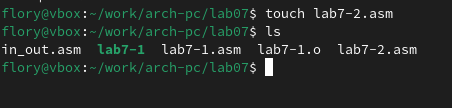 flory@vbox:~/work/arch-pc/lab07$ touch lab7-2.asm
flory@vbox:~/work/arch-pc/lab07$ ls
in_out.asm  lab7-1  lab7-1.asm  lab7-1.o  lab7-2.asm
flory@vbox:~/work/arch-pc/lab07$